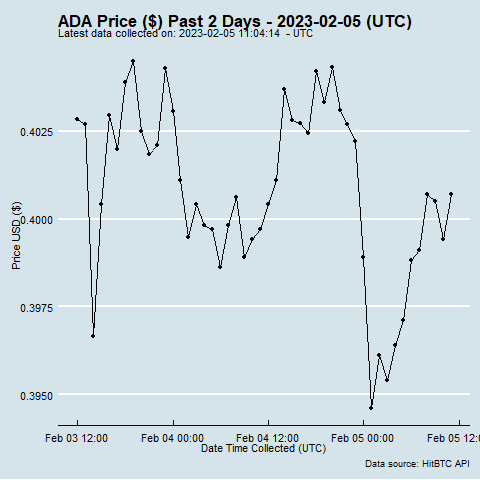 ADA Price ($) Past 2 Days - 2023-02-05 (UTC)
Latest data collected on: 2023-02-05 11:04:14  - UTC
0.4025
0.4000
0.3975
0.3950
Price USD ($)
Feb 03 12:00 Feb 04 00:00 Feb 04 12:00 Feb 05 00:00 Feb 05 12:
Date Time Collected (UTC)
Data source: HitBTC API